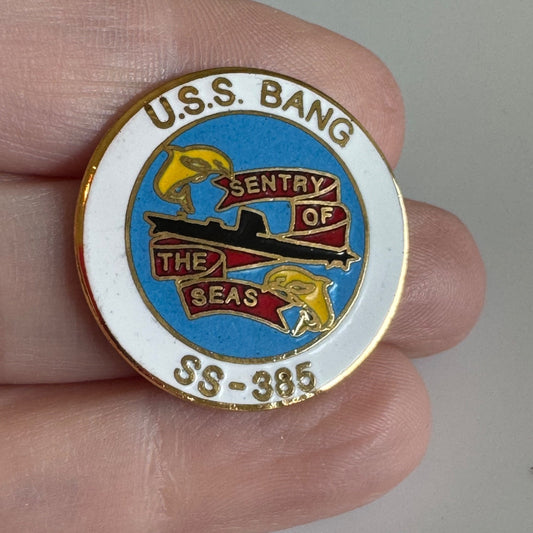 U.S.S. BANG
SENTRY
OF
THE
SEAS
SS-385